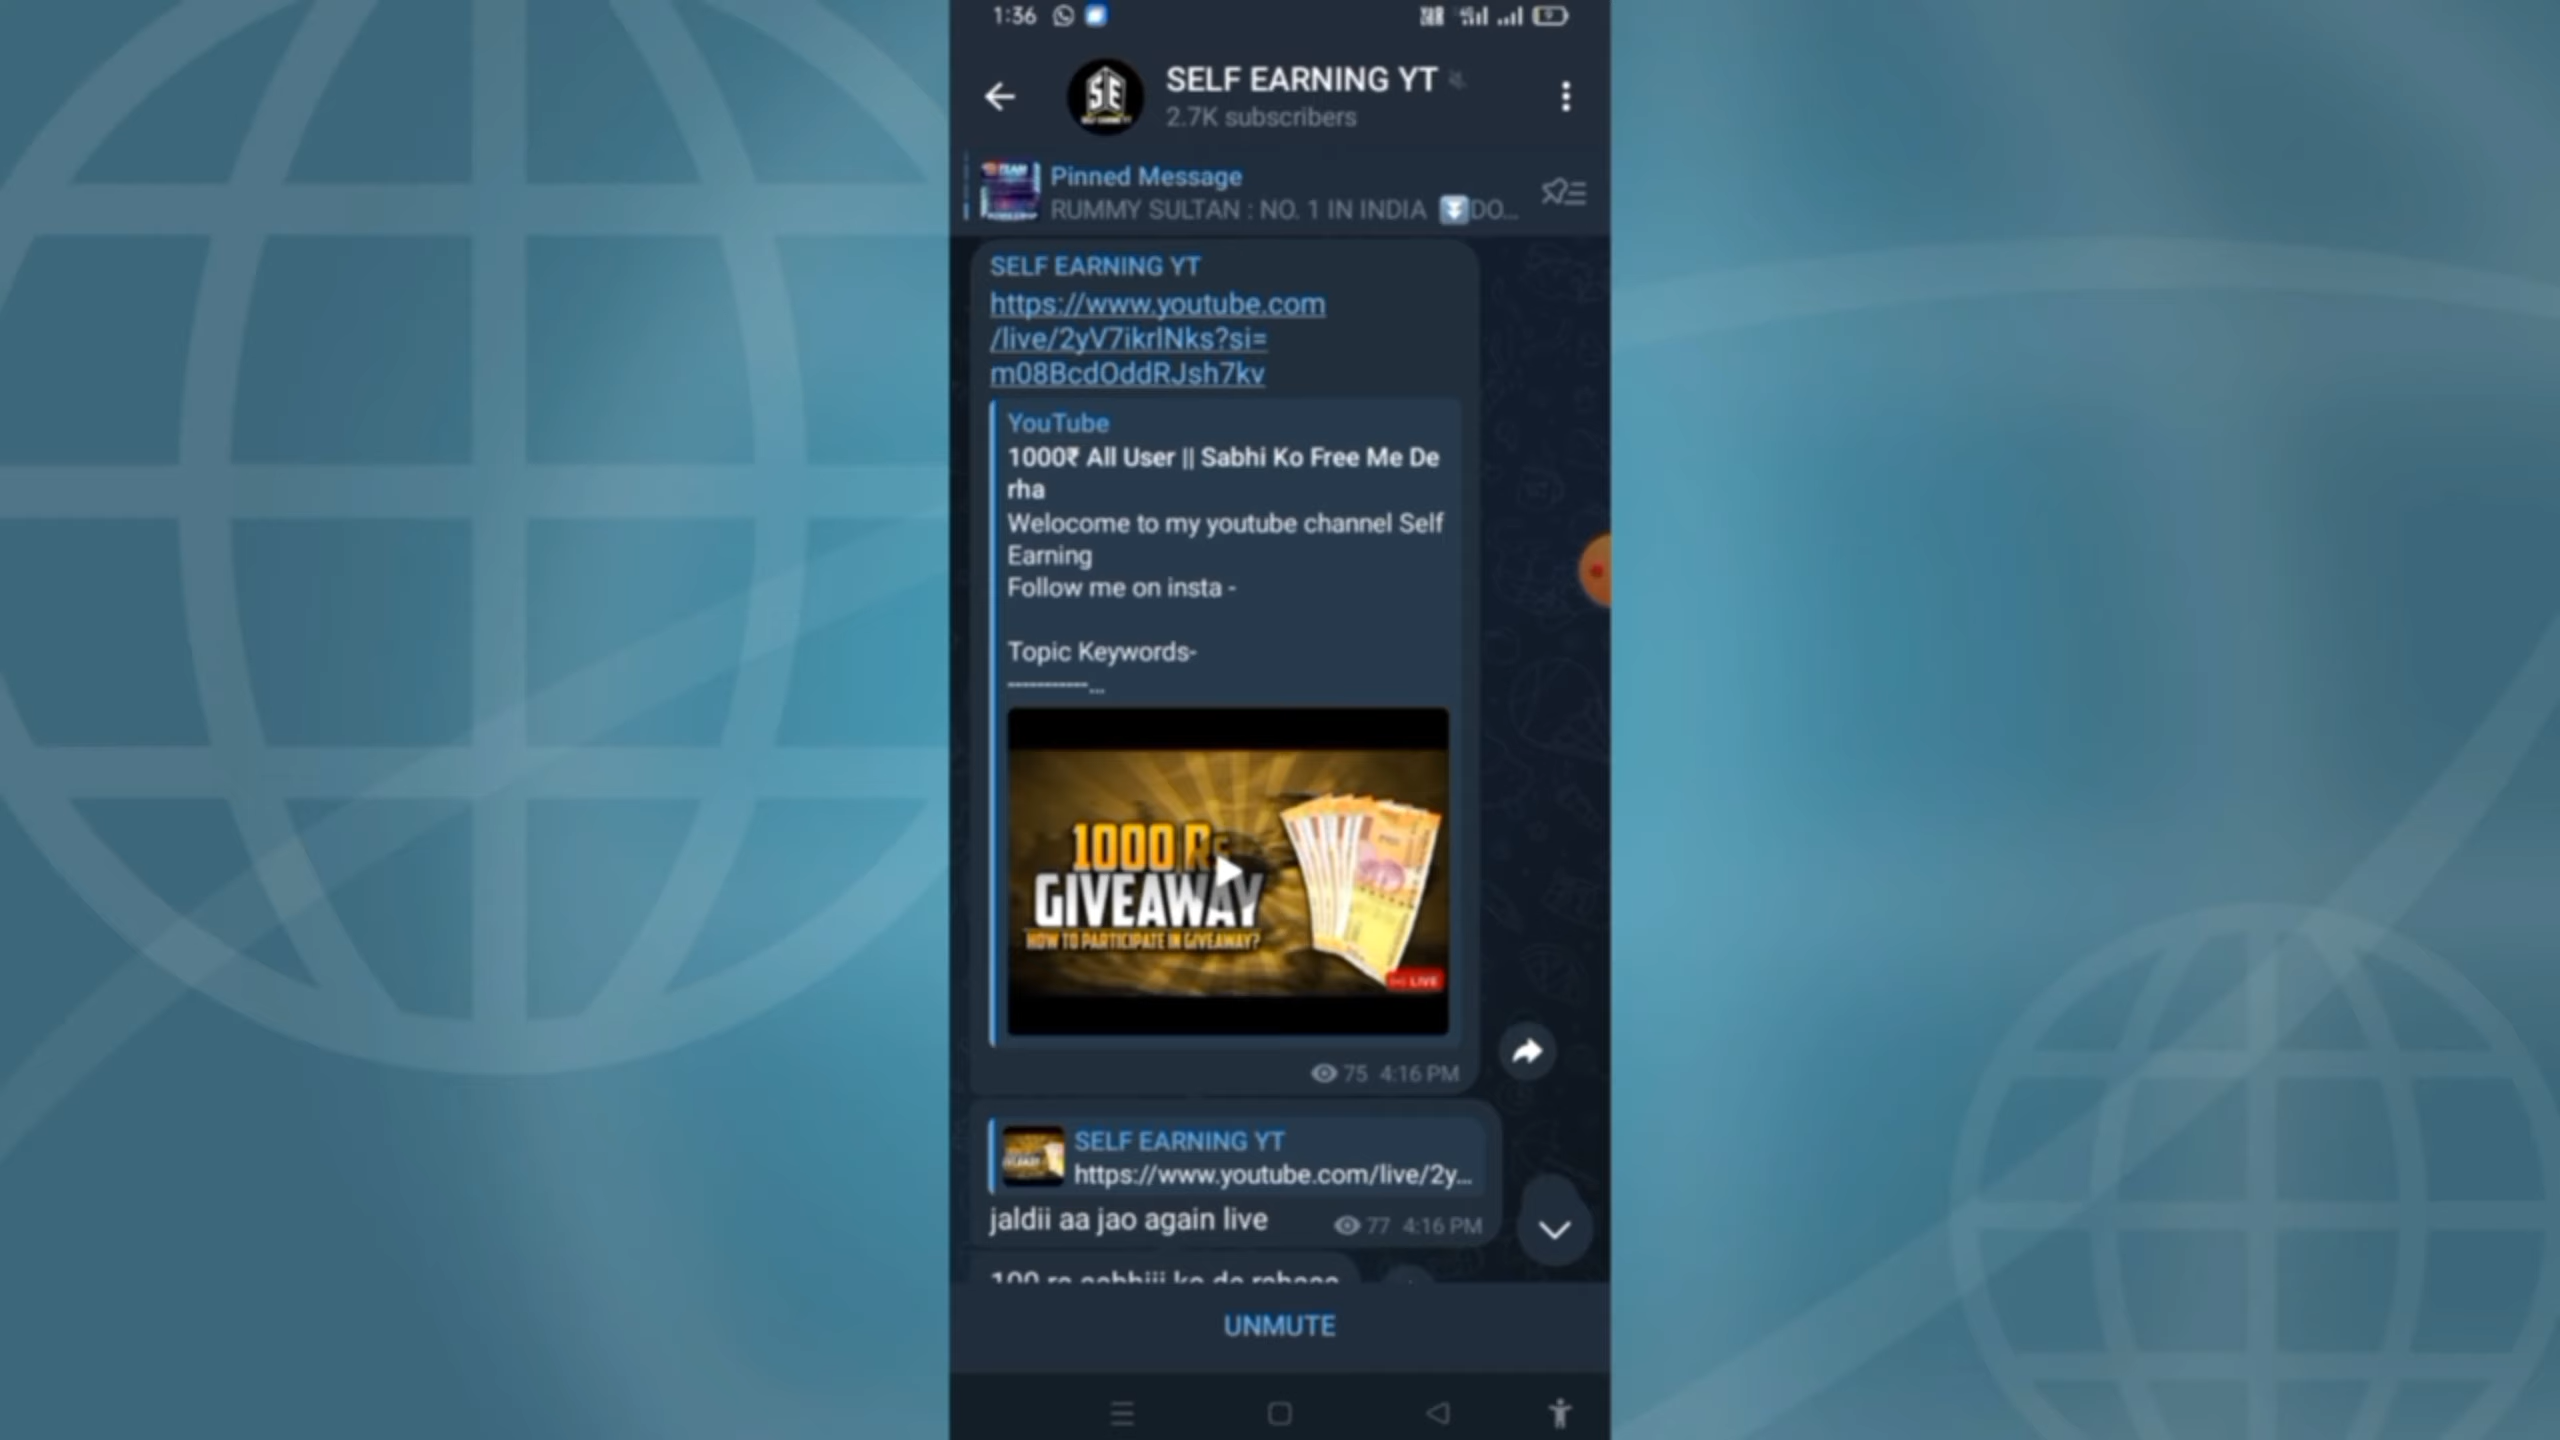 1:36
SELF EARNING YT
2.7K subscribers
Pinned Message
RUMMY SULTAN : NO. 1 IN INDIA ⏬DO...
SELF EARNING YT
https://www.youtube.com
/live/2yV7ikrlNks?si=
m08BcdOddRJsh7kv
YouTube
1000₹ All User || Sabhi Ko Free Me De
rha
Welocome to my youtube channel Self
Earning
Follow me on insta -
Topic Keywords-
-----------...
1000 Rs
GIVEAWAY
HOW TO PARTICIPATE IN GIVEAWAY?
LIVE
75 4:16 PM
SELF EARNING YT
https://www.youtube.com/live/2y...
jaldii aa jao again live
77 4:16 PM
UNMUTE